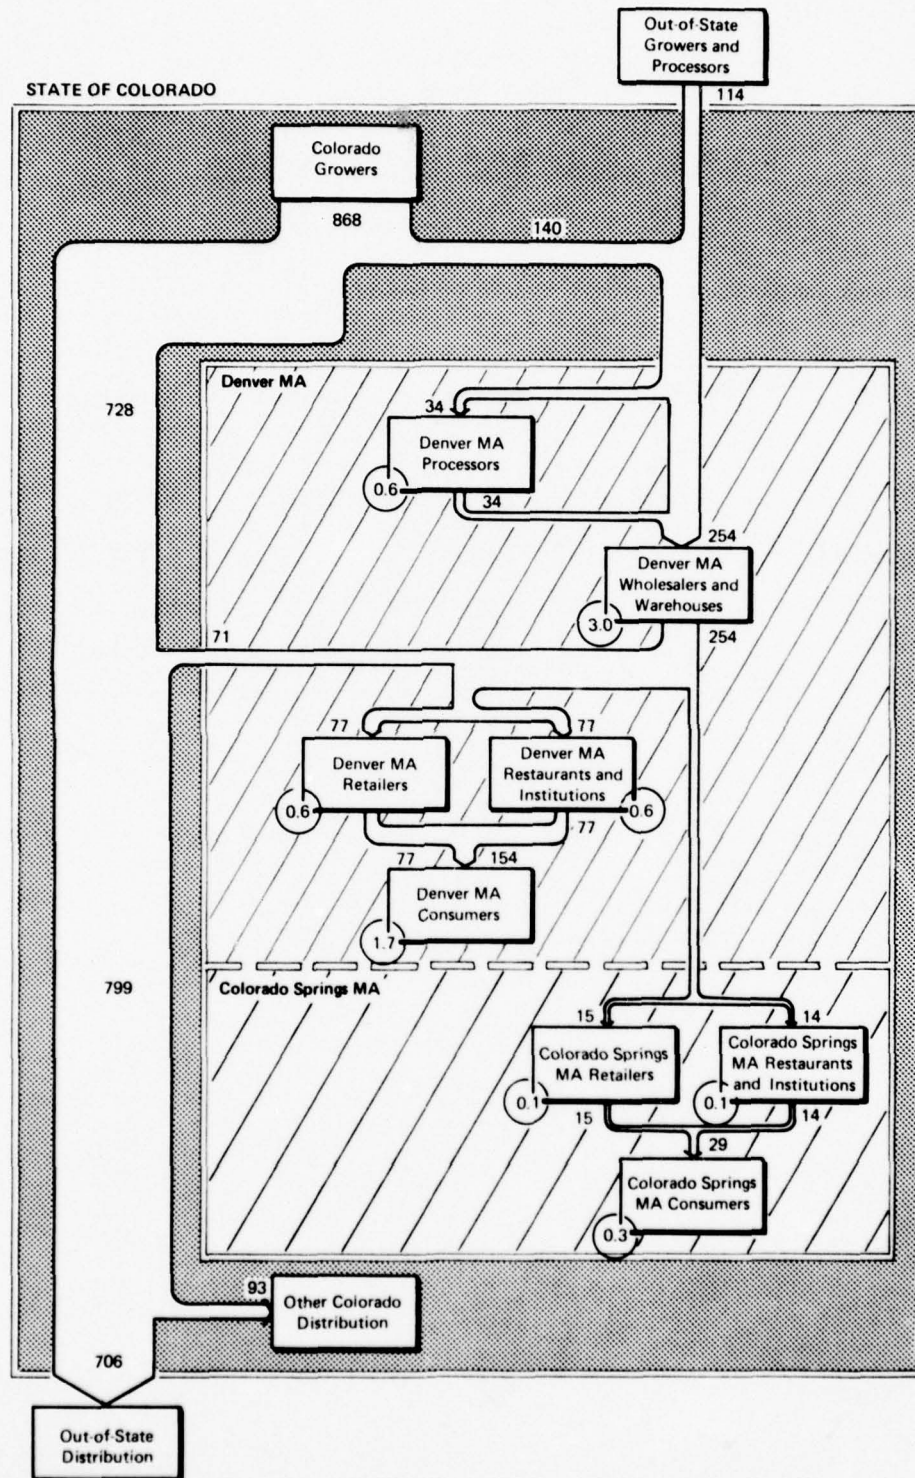 Out-of-State
Growers and
Processors
114
STATE OF COLORADO
Colorado
Growers
868
140
Denver MA
728
34
Denver MA
Processors
0.6
34
254
Denver MA
Wholesalers and
Warehouses
3.0
254
71
77
77
Denver MA
Retailers
0.6
Denver MA
Restaurants and
Institutions
0.6
77
77
154
Denver MA
Consumers
1.7
Colorado Springs MA
799
15
14
Colorado Springs
MA Retailers
0.1
Colorado Springs
MA Restaurants
and Institutions
0.1
15
14
29
Colorado Springs
MA Consumers
0.3
93
Other Colorado
Distribution
706
Out-of-State
Distribution